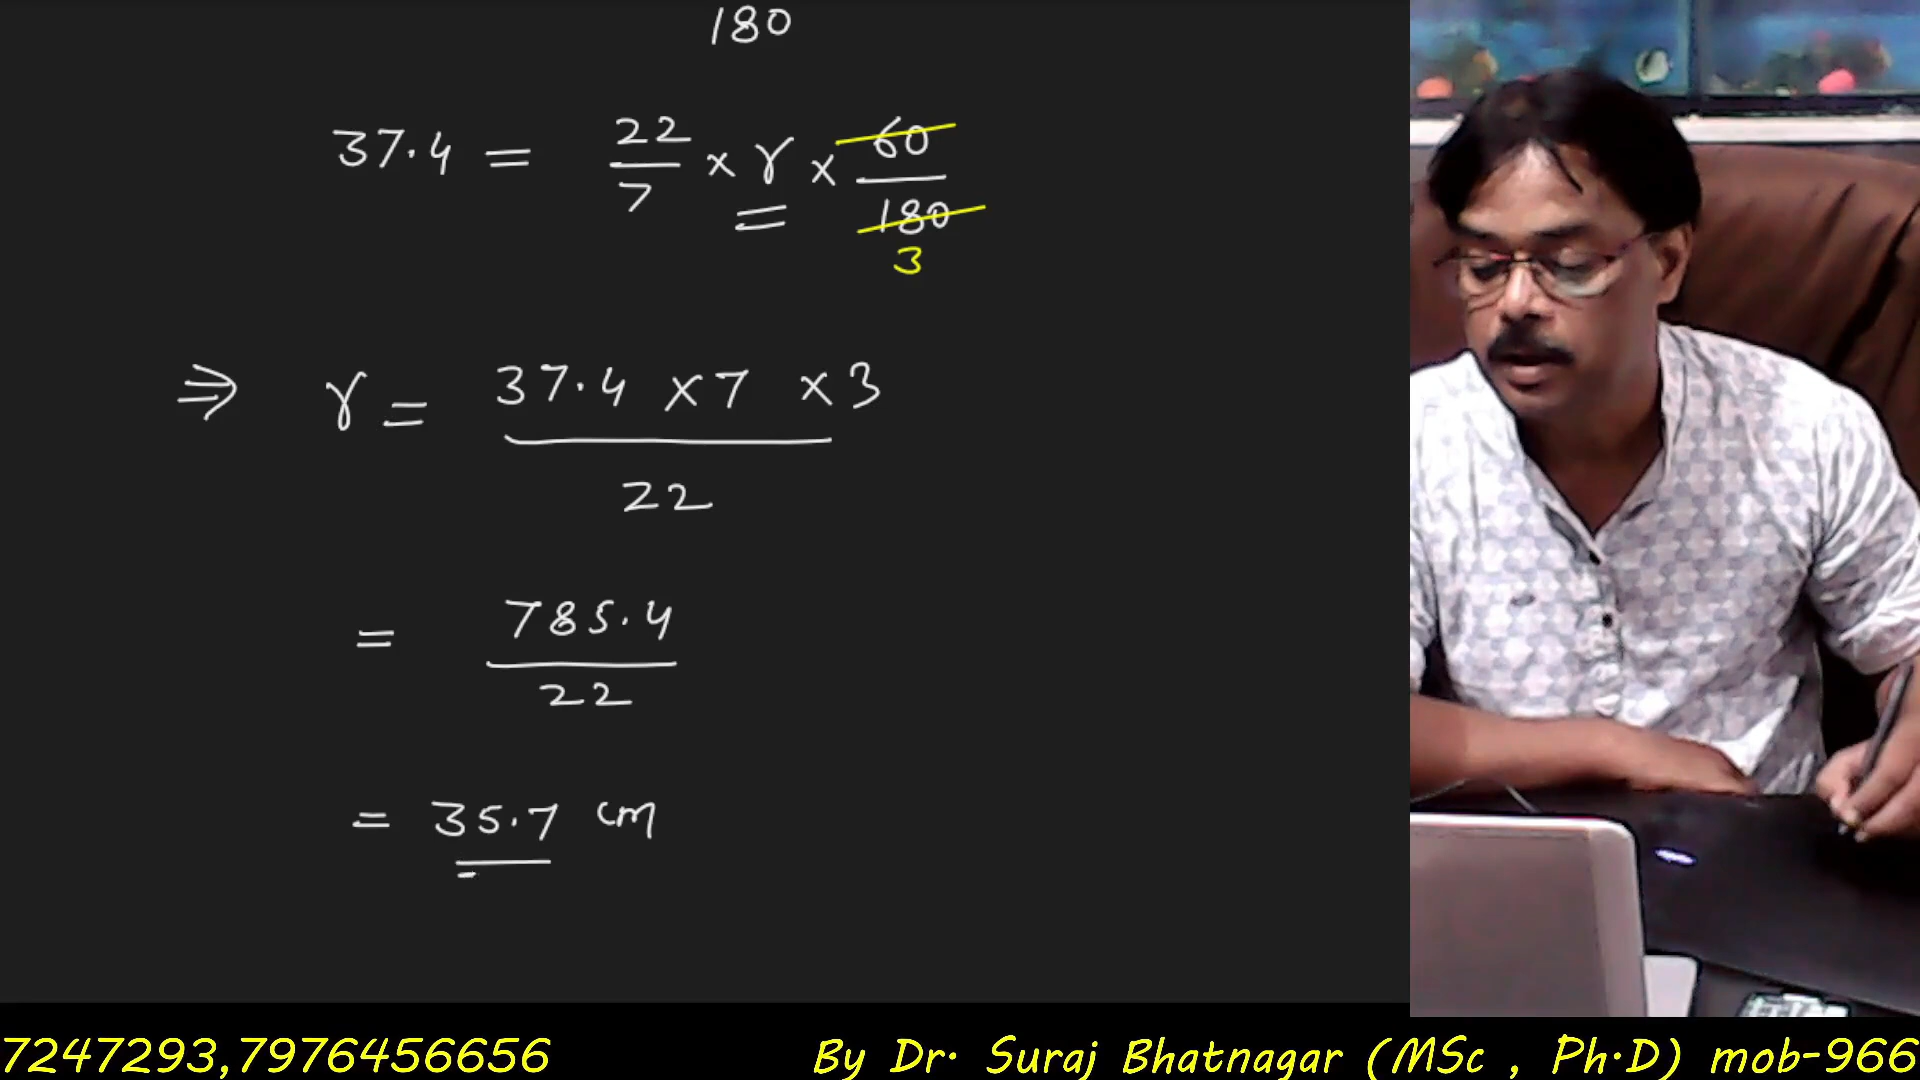 180
37.4 = 22/7 × r × 60/180
3
⇒ r = 37.4 × 7 × 3 / 22
= 785.4 / 22
= 35.7 cm
7247293,7976456656 By Dr. Suraj Bhatnagar (MSc , Ph.D) mob-966